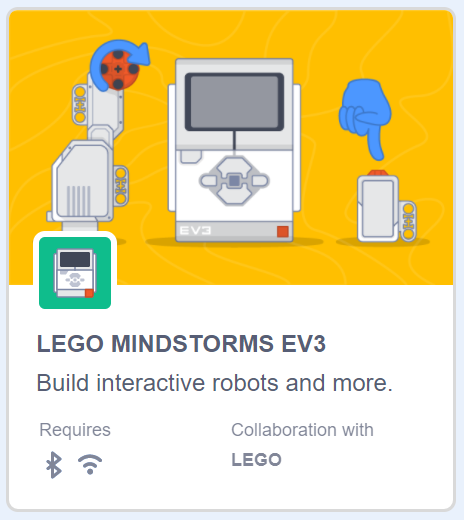 EV3
LEGO MINDSTORMS EV3
Build interactive robots and more.
Requires
Collaboration with
LEGO